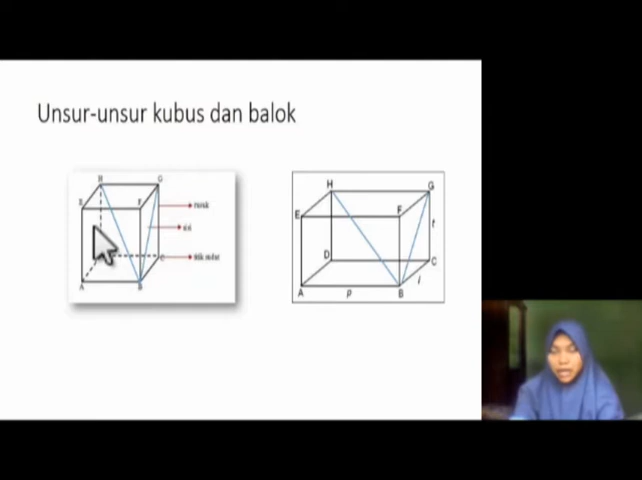 Unsur-unsur kubus dan balok
H G
E F
rusuk
sisi
C titik sudut
A B
H G
E F
t
D C
l
A p B